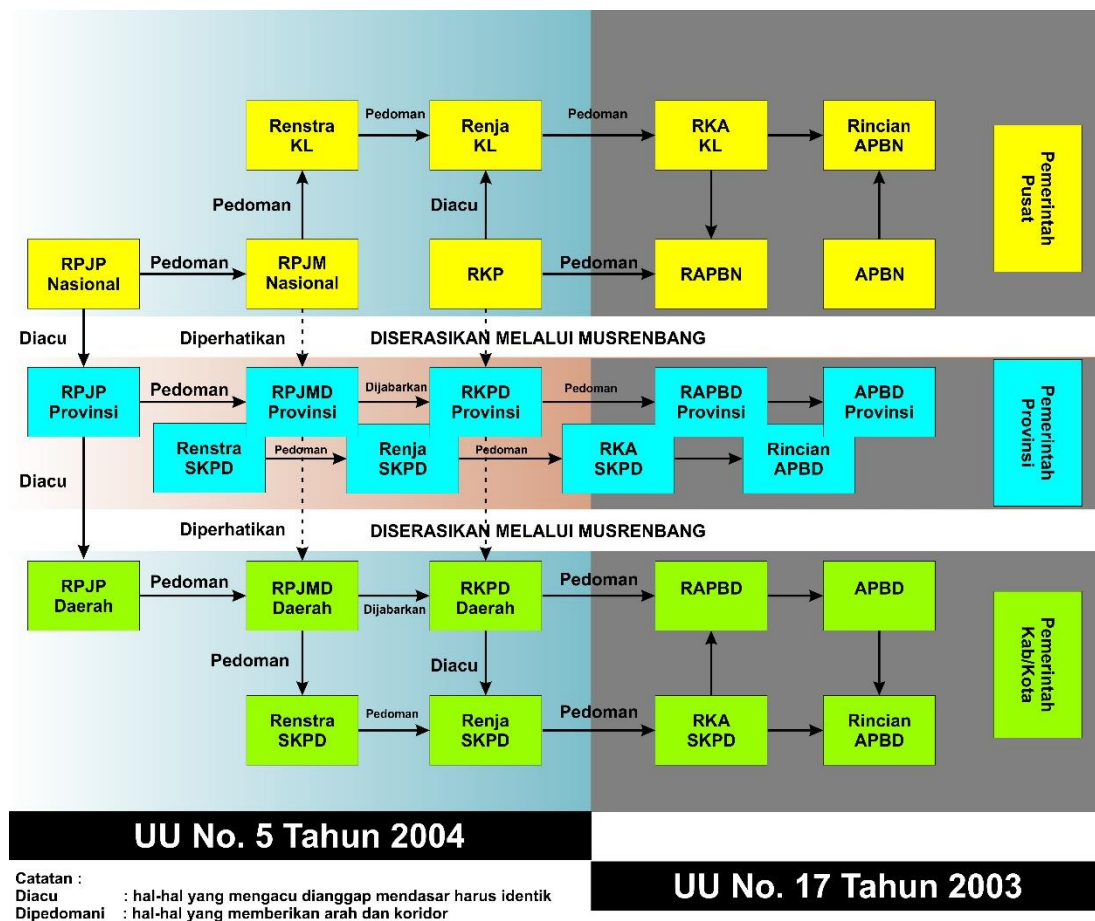 Renstra
KL
Pedoman
Renja
KL
Pedoman
RKA
KL
Rincian
APBN
Pemerintah
Pusat
Pedoman
Diacu
RPJP
Nasional
Pedoman
RPJM
Nasional
RKP
Pedoman
RAPBN
APBN
Diacu
Diperhatikan
DISERASIKAN MELALUI MUSRENBANG
RPJP
Provinsi
Pedoman
RPJMD
Provinsi
Dijabarkan
RKPD
Provinsi
Pedoman
RAPBD
Provinsi
APBD
Provinsi
Pemerintah
Provinsi
Renstra
SKPD
Pedoman
Renja
SKPD
Pedoman
RKA
SKPD
Rincian
APBD
Diacu
Diperhatikan
DISERASIKAN MELALUI MUSRENBANG
RPJP
Daerah
Pedoman
RPJMD
Daerah
Dijabarkan
RKPD
Daerah
Pedoman
RAPBD
APBD
Pemerintah
Kab/Kota
Pedoman
Diacu
Renstra
SKPD
Pedoman
Renja
SKPD
Pedoman
RKA
SKPD
Rincian
APBD
UU No. 5 Tahun 2004
UU No. 17 Tahun 2003
Catatan :
Diacu : hal-hal yang mengacu dianggap mendasar harus identik
Dipedomani : hal-hal yang memberikan arah dan koridor